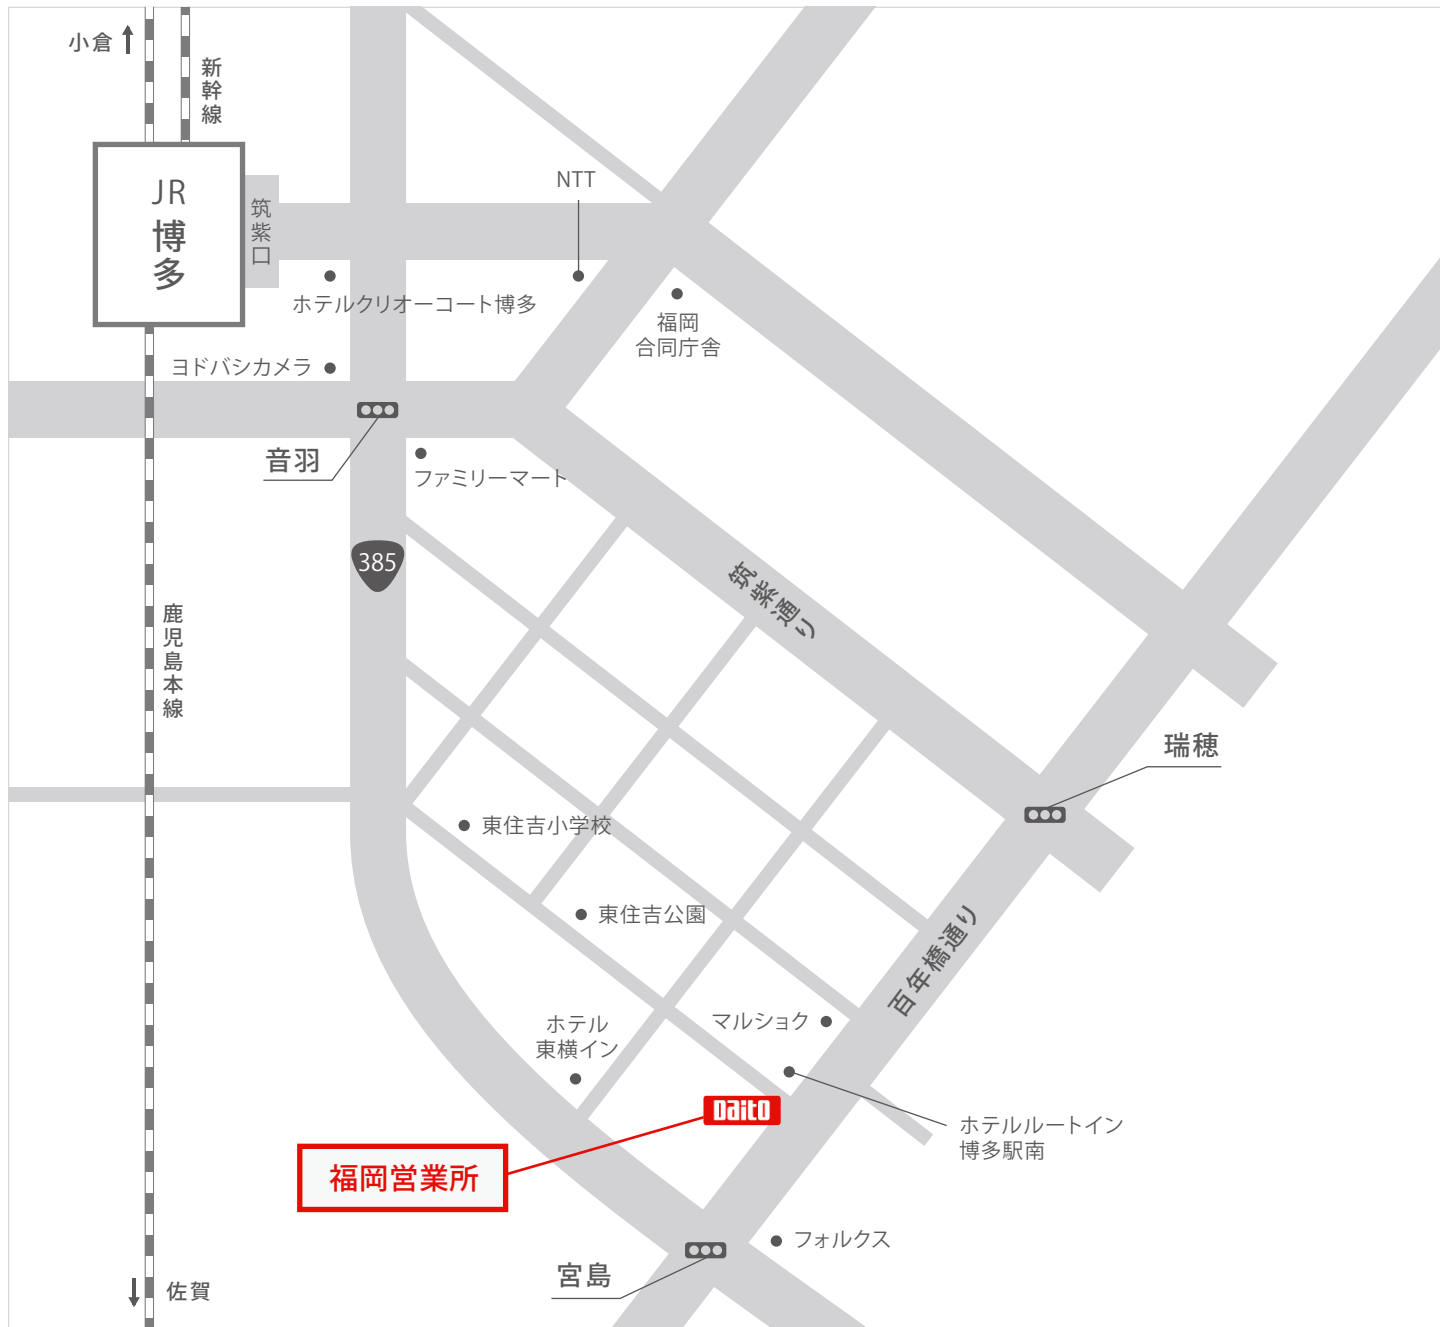 小倉
新幹線
JR
博多
筑紫口
NTT
ホテルクリオーコート博多
福岡
合同庁舎
ヨドバシカメラ
音羽
ファミリーマート
385
筑紫通り
鹿児島本線
瑞穂
東住吉小学校
東住吉公園
百年橋通り
マルショク
ホテル
東横イン
Daito
ホテルルートイン
博多駅南
福岡営業所
フォルクス
宮島
佐賀